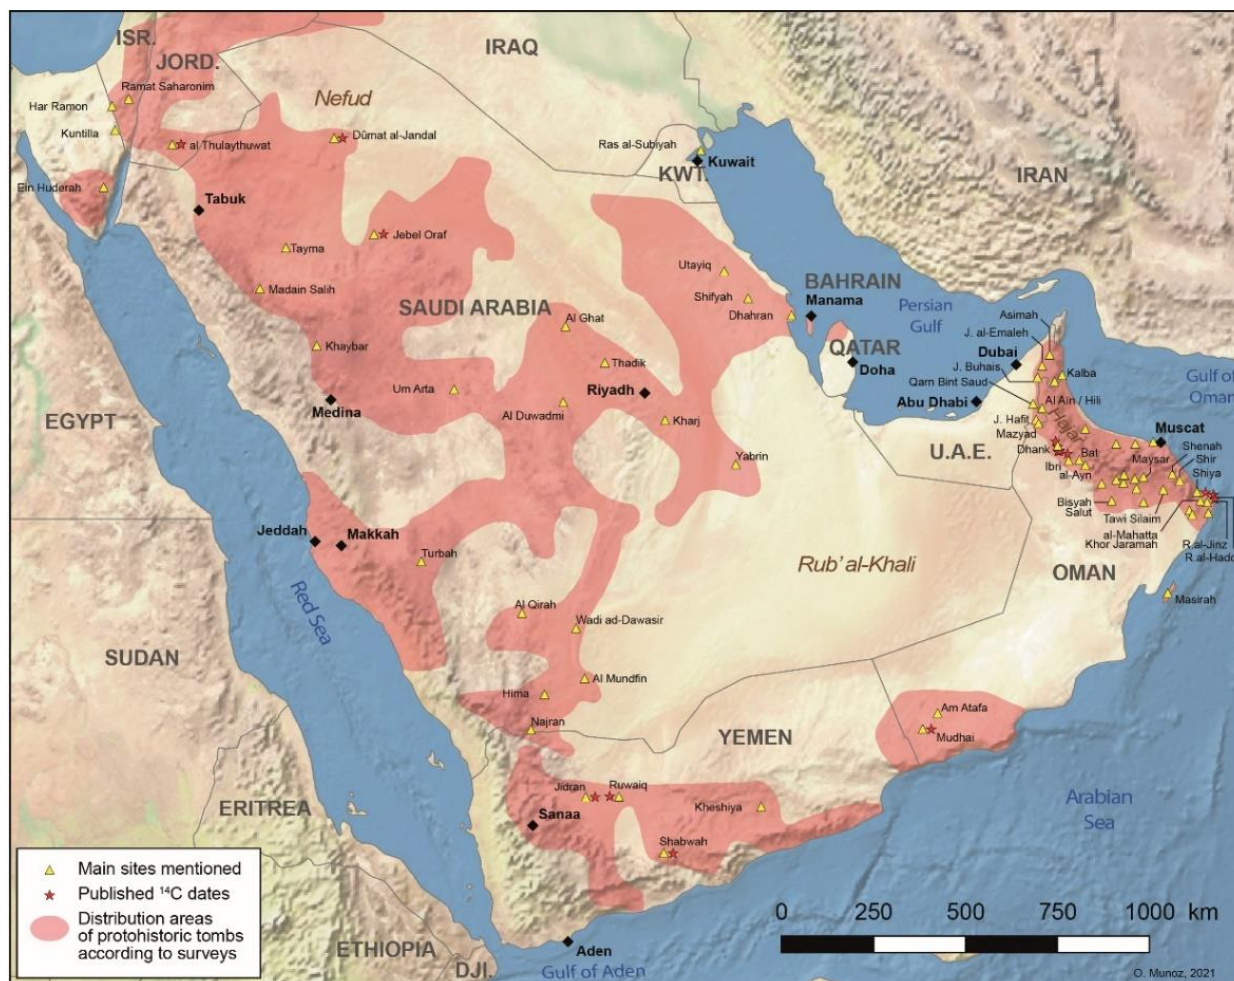 ISR.
JORD.
IRAQ
Ramat Saharonim
Har Ramon
Nefud
Kuntilla
Dûmat al-Jandal
al Thulaythuwat
Ras al-Subiyah
Kuwait
KWT.
IRAN
Ein Huderah
Tabuk
Jebel Oraf
Tayma
Utayiq
BAHRAIN
Madain Salih
Shifyah
Manama
Persian
Gulf
SAUDI ARABIA
Dhahran
Asimah
Al Ghat
J. al-Emaleh
Khaybar
QATAR
Dubai
Thadik
Doha
J. Buhais
Kalba
Gulf of
Oman
Um Arta
Riyadh
Qarn Bint Saud
Medina
Abu Dhabi
Al Ain / Hili
Al Duwadmi
EGYPT
Kharj
J. Hafit
Hajar
Mazyad
Muscat
U.A.E.
Shenah
Dhank
Bat
Maysar
Shir
Yabrin
Ibri
al-Ayn
Shiya
Bisyah
Salut
Tawi Silaim
al-Mahatta
Khor Jaramah
R.al-Jinz
R.al-Hadd
Jeddah
Makkah
Turbah
Rub' al-Khali
OMAN
Red Sea
Masirah
Al Qirah
Wadi ad-Dawasir
SUDAN
Al Mundfin
Hima
Am Atafa
Najran
YEMEN
Mudhai
Jidran
Ruwaiq
ERITREA
Kheshiya
Arabian
Sea
Sanaa
Shabwah
Main sites mentioned
Published ¹⁴C dates
Distribution areas
of protohistoric tombs
according to surveys
0 250 500 750 1000 km
ETHIOPIA
Aden
DJI.
Gulf of Aden
O. Munoz, 2021